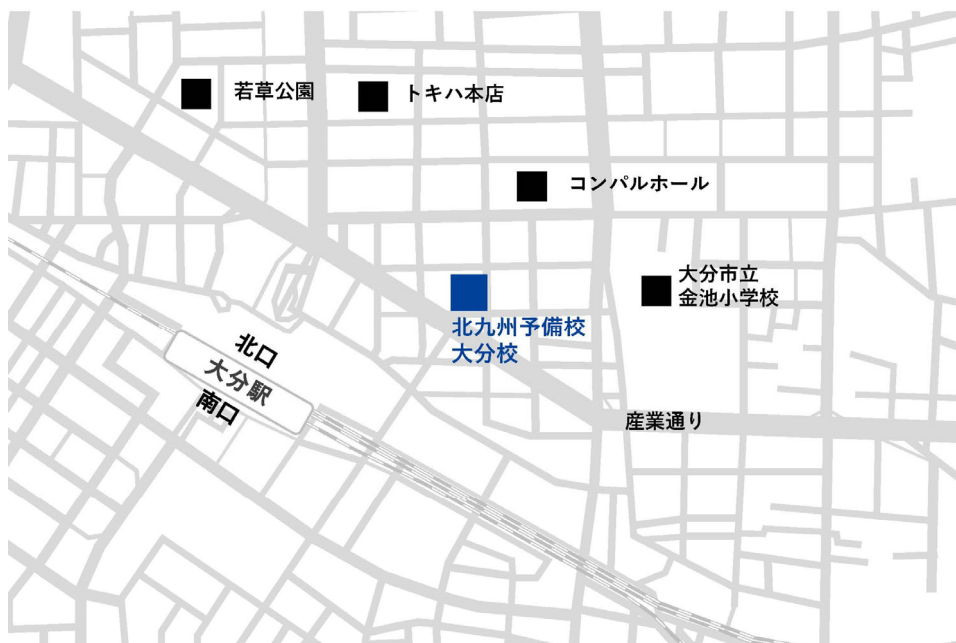 若草公園
トキハ本店
コンパルホール
大分市立
金池小学校
北九州予備校
大分校
北口
大分駅
南口
産業通り